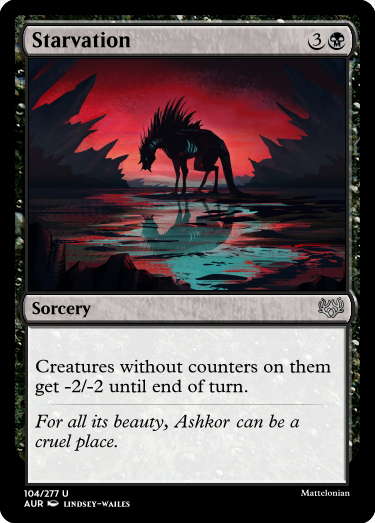 Starvation 3
Sorcery
Creatures without counters on them
get -2/-2 until end of turn.
For all its beauty, Ashkor can be a
cruel place.
104/277 U
Mattelonian
AUR LINDSEY-WAILES